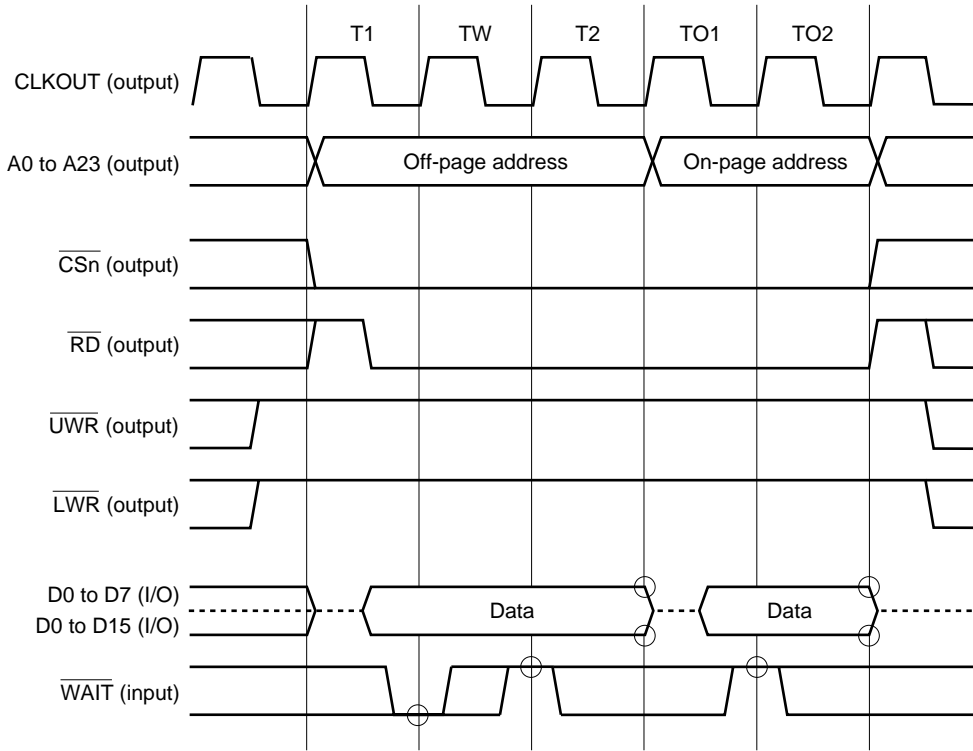 T1 TW T2 TO1 TO2
CLKOUT (output)
A0 to A23 (output)
Off-page address
On-page address
CSn (output)
RD (output)
UWR (output)
LWR (output)
D0 to D7 (I/O)
D0 to D15 (I/O)
Data
Data
WAIT (input)